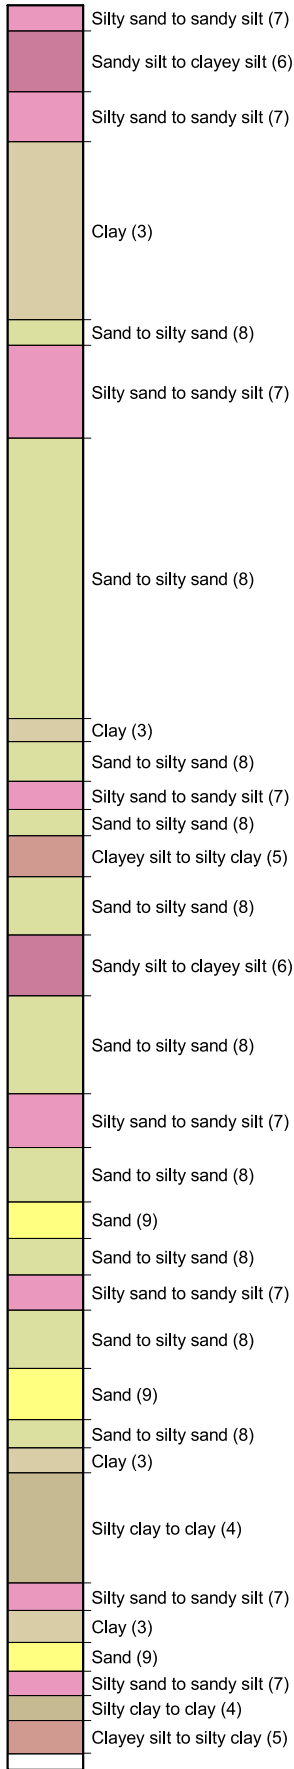 Silty sand to sandy silt (7)
Sandy silt to clayey silt (6)
Silty sand to sandy silt (7)
Clay (3)
Sand to silty sand (8)
Silty sand to sandy silt (7)
Sand to silty sand (8)
Clay (3)
Sand to silty sand (8)
Silty sand to sandy silt (7)
Sand to silty sand (8)
Clayey silt to silty clay (5)
Sand to silty sand (8)
Sandy silt to clayey silt (6)
Sand to silty sand (8)
Silty sand to sandy silt (7)
Sand to silty sand (8)
Sand (9)
Sand to silty sand (8)
Silty sand to sandy silt (7)
Sand to silty sand (8)
Sand (9)
Sand to silty sand (8)
Clay (3)
Silty clay to clay (4)
Silty sand to sandy silt (7)
Clay (3)
Sand (9)
Silty sand to sandy silt (7)
Silty clay to clay (4)
Clayey silt to silty clay (5)